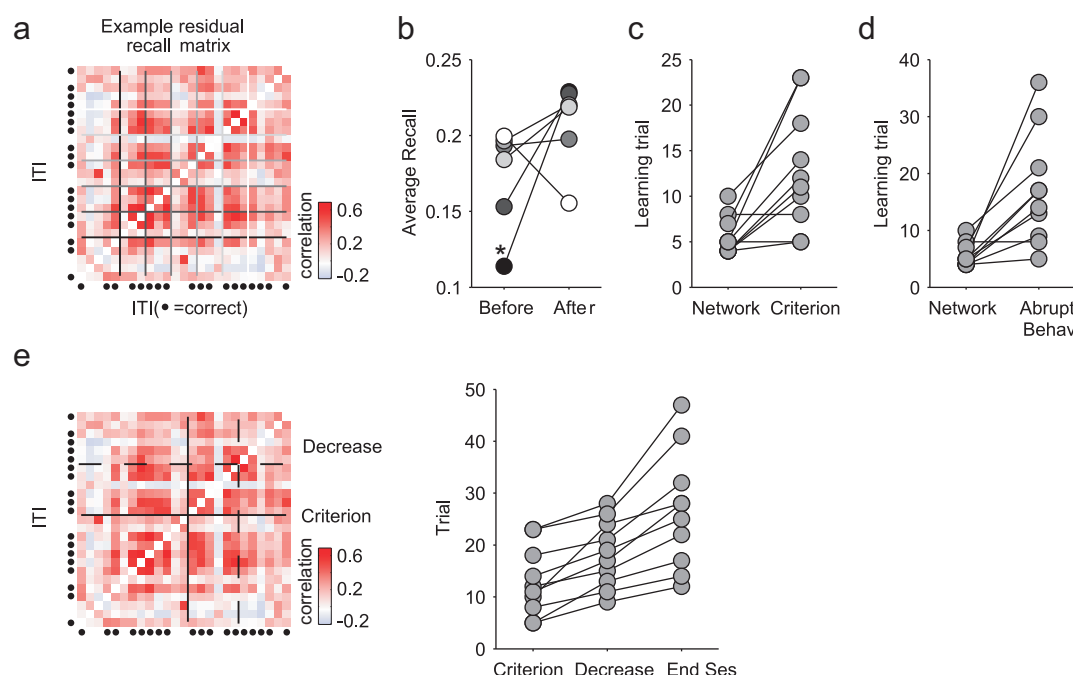 a
Example residual
recall matrix
ITI
ITI(• =correct)
correlation
0.6
0.2
-0.2
b
Average Recall
0.25
0.2
0.15
0.1
*
Before
After
c
Learning trial
25
20
15
10
5
0
Network
Criterion
d
Learning trial
40
30
20
10
0
Network
Abrupt
Behav
e
ITI
Decrease
Criterion
correlation
0.6
0.2
-0.2
Trial
50
40
30
20
10
0
Criterion
Decrease
End Ses